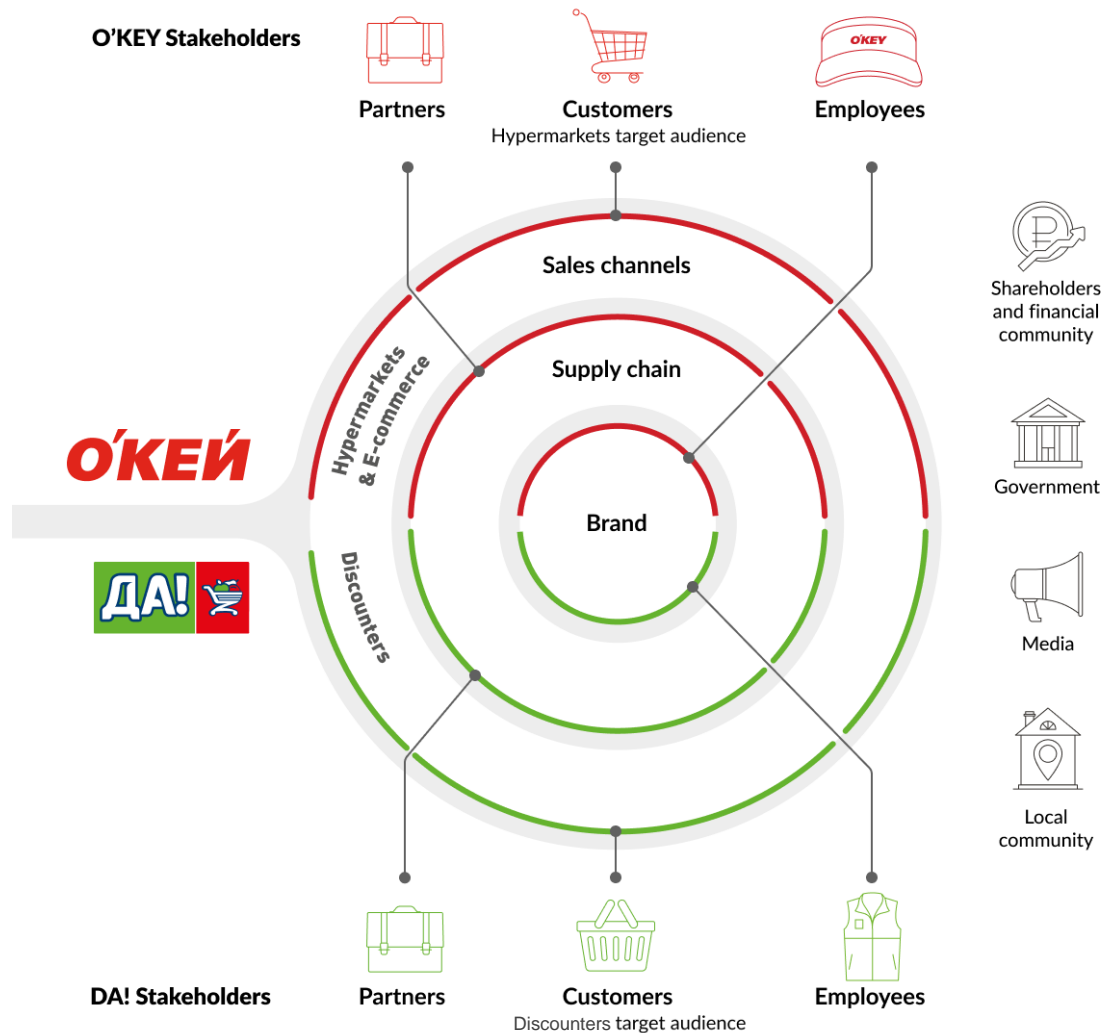 O'KEY Stakeholders
O'KEY
Partners
Customers
Employees
Hypermarkets target audience
Sales channels
Shareholders
and financial
community
Supply chain
Hypermarkets
& E-commerce
О'КЕЙ
Government
Brand
Discounters
ДА!
Media
Local
community
DA! Stakeholders
Partners
Customers
Employees
Discounters target audience